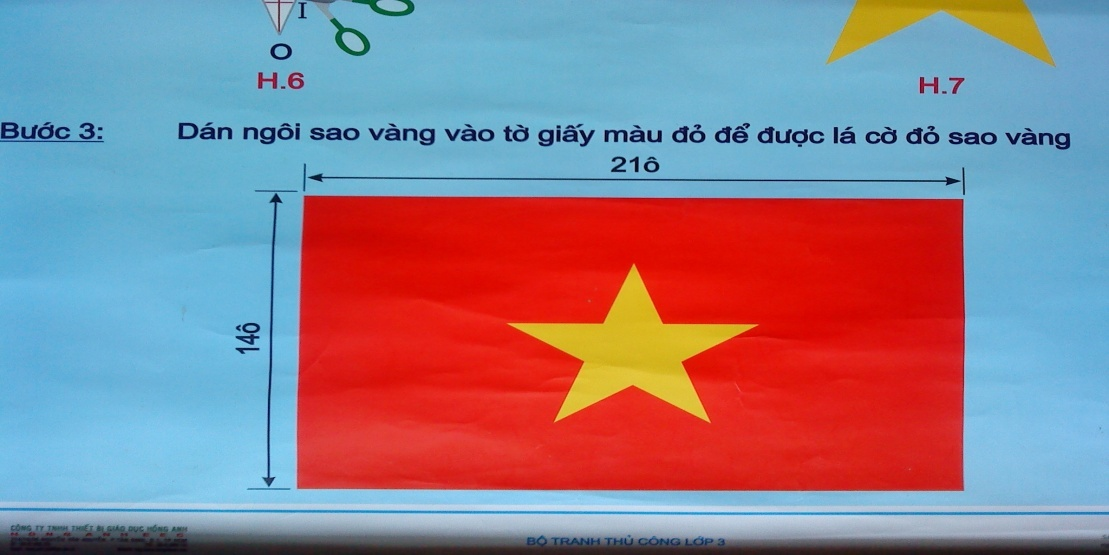 I
O
H.6
H.7
Bước 3: Dán ngôi sao vàng vào tờ giấy màu đỏ để được lá cờ đỏ sao vàng
21ô
14ô
CÔNG TY TNHH THIẾT BỊ GIÁO DỤC HỒNG ANH
BỘ TRANH THỦ CÔNG LỚP 3